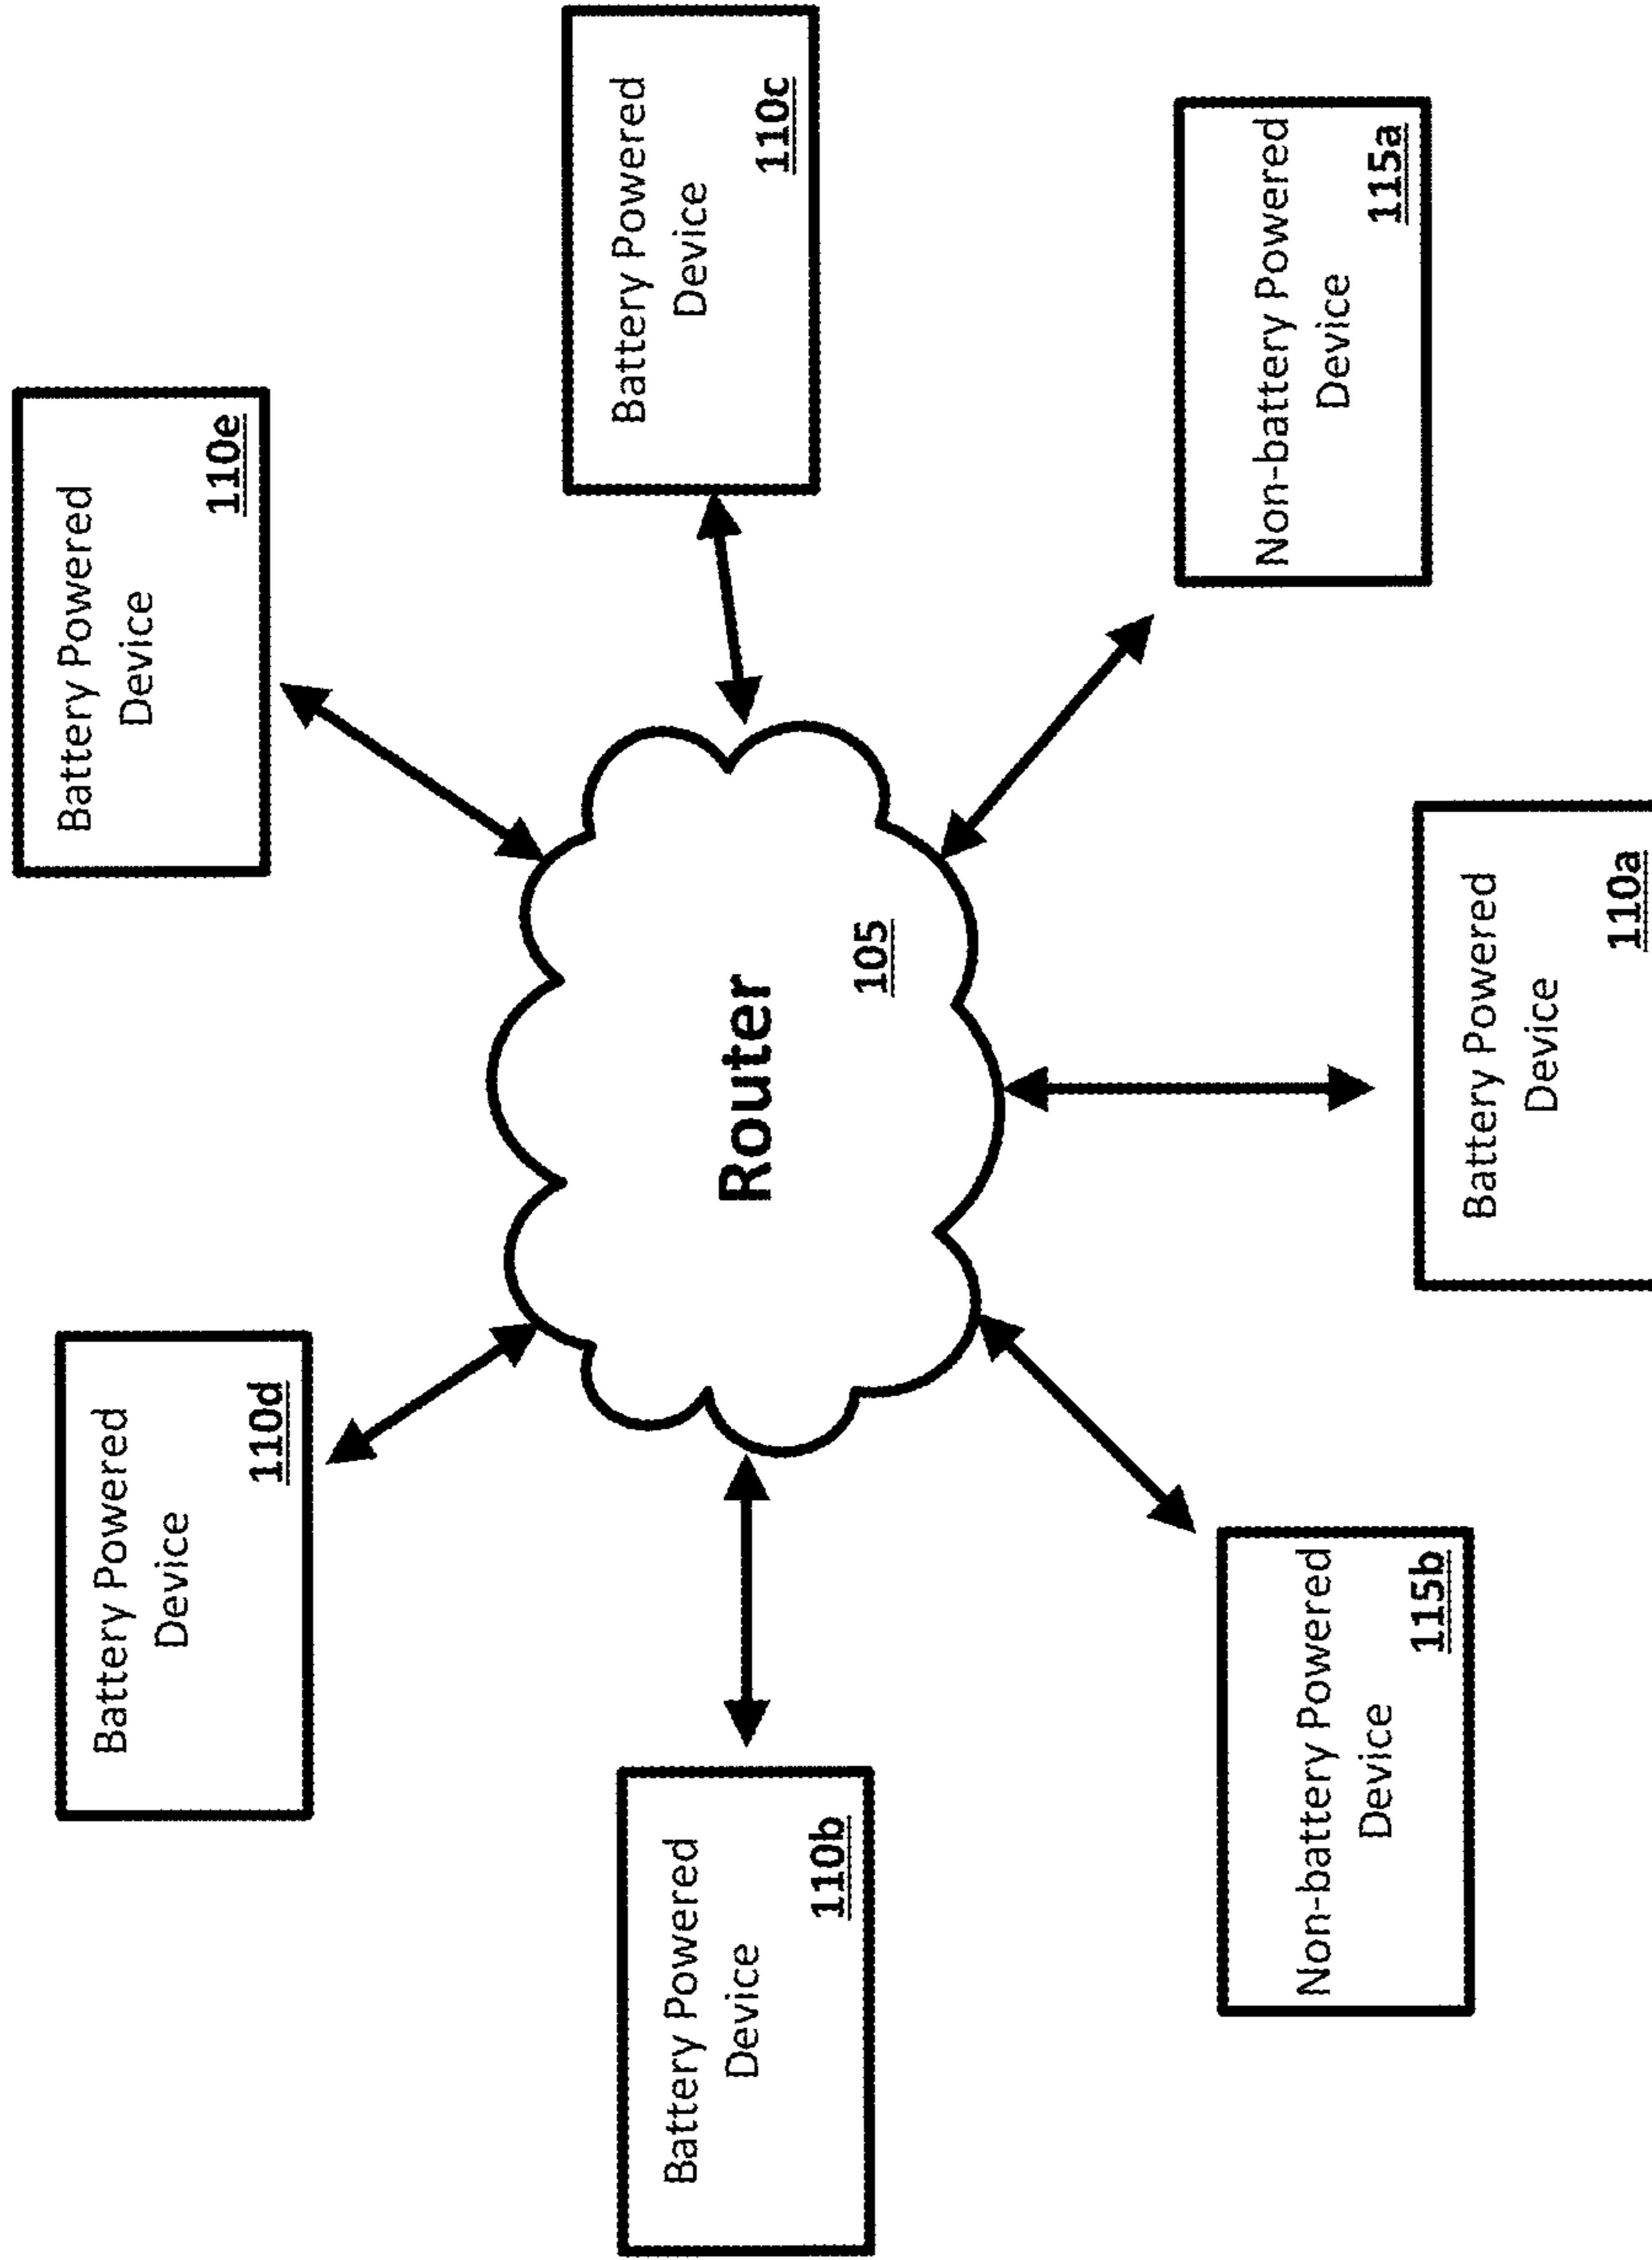 Battery Powered
Device
110d
Battery Powered
Device
110e
Battery Powered
Device
110b
Router
105
Battery Powered
Device
110c
Non-battery Powered
Device
115b
Non-battery Powered
Device
115a
Battery Powered
Device
110a